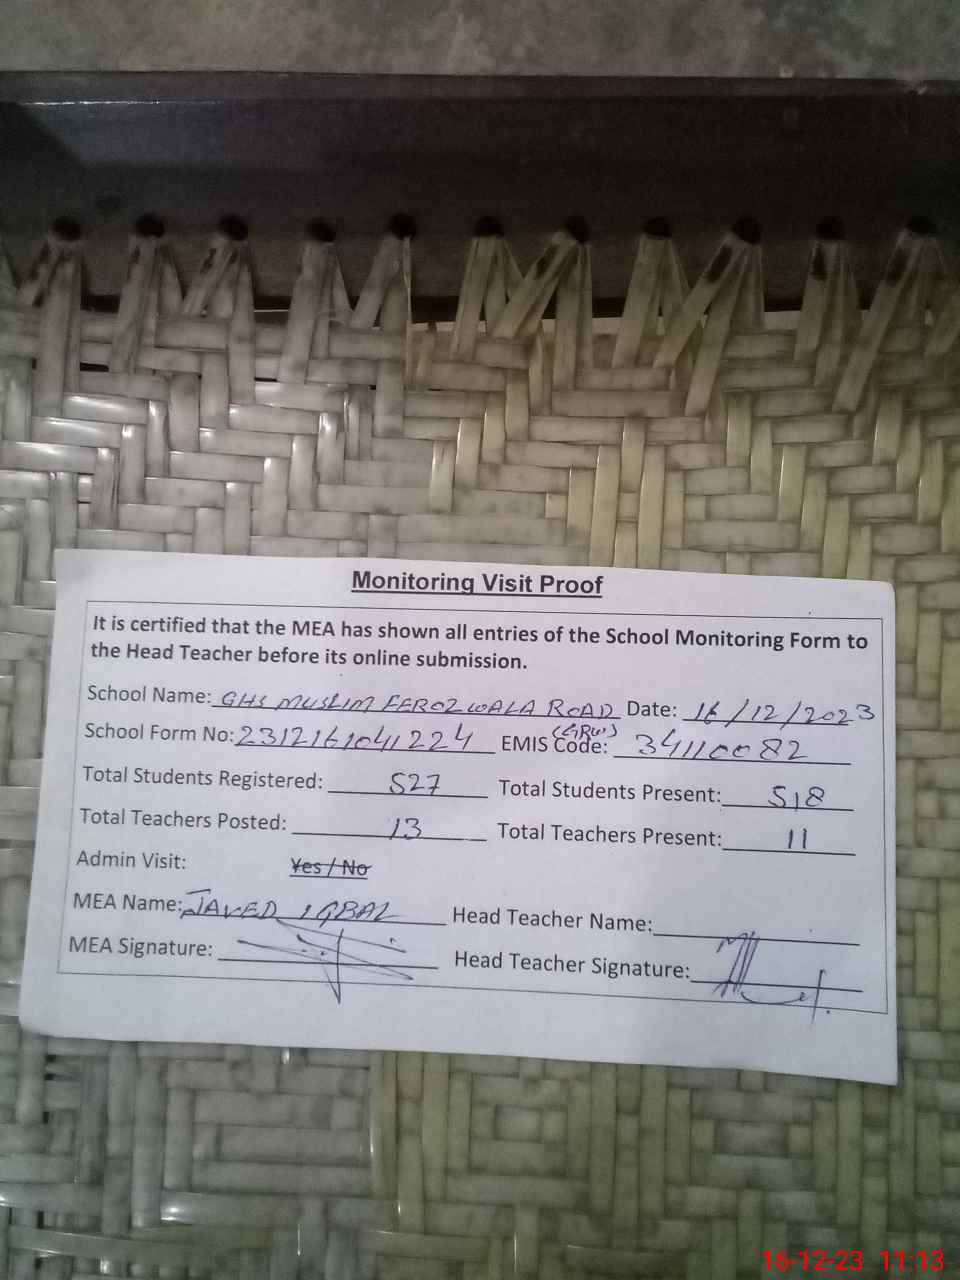 Monitoring Visit Proof
It is certified that the MEA has shown all entries of the School Monitoring Form to
the Head Teacher before its online submission.
School Name: GHS MUSLIM FEROZWALA ROAD Date: 16/12/2023
(GRW)
School Form No: 2312161041224 EMIS Code: 34110082
Total Students Registered: 527 Total Students Present: 518
Total Teachers Posted: 13 Total Teachers Present: 11
Admin Visit: Yes / No
MEA Name: JAVED IQBAL Head Teacher Name:
MEA Signature: Head Teacher Signature:
16-12-23 11:13